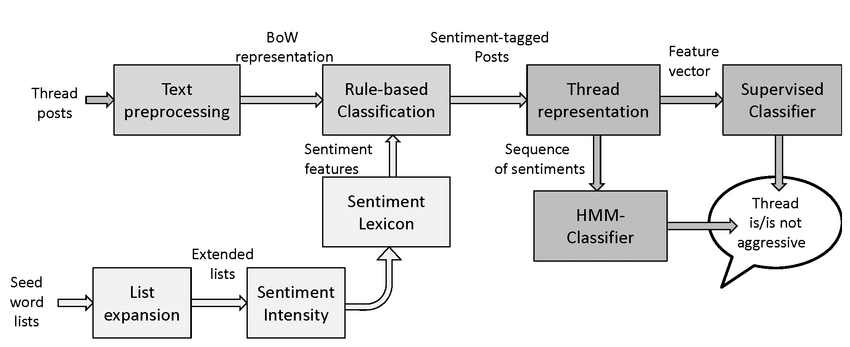 Thread
posts
Text
preprocessing
BoW
representation
Rule-based
Classification
Sentiment-tagged
Posts
Thread
representation
Feature
vector
Supervised
Classifier
Sentiment
features
Sequence
of sentiments
Sentiment
Lexicon
HMM-
Classifier
Thread
is/is not
aggressive
Seed
word
lists
List
expansion
Extended
lists
Sentiment
Intensity